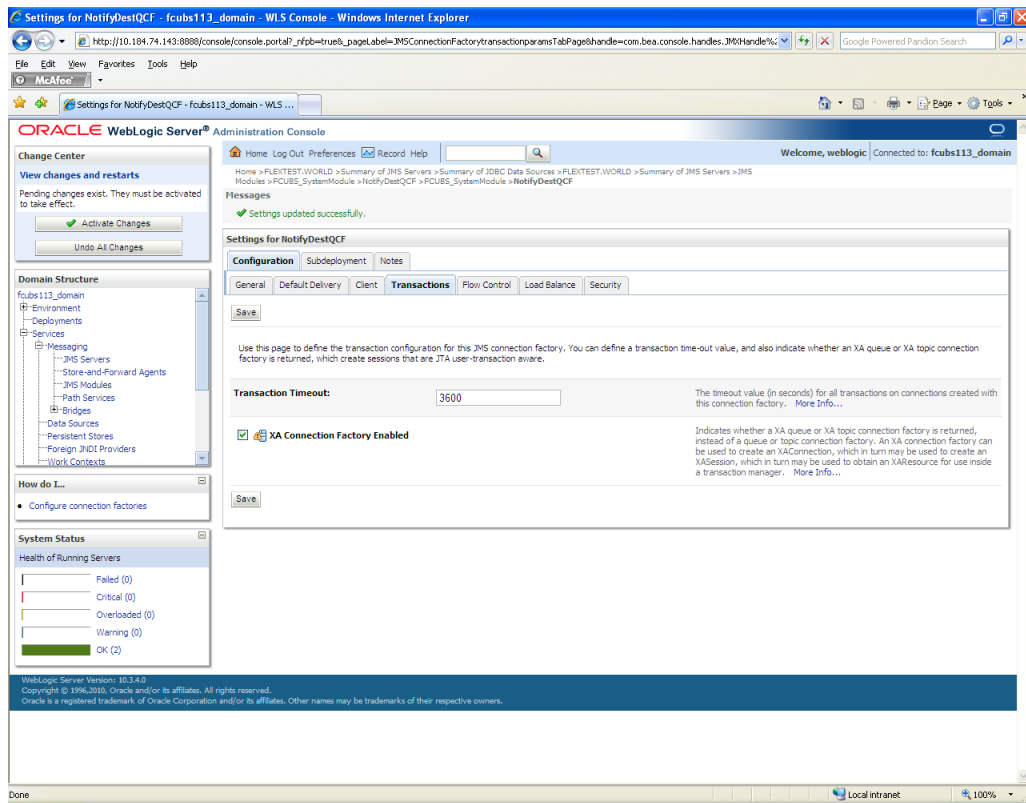 Settings for NotifyDestQCF - fcubs113_domain - WLS Console - Windows Internet Explorer
http://10.184.74.143:8888/console/console.portal?_nfpb=true&_pageLabel=JMSConnectionFactorytransactionparamsTabPage&handle=com.bea.console.handles.JMXHandle%:
Google Powered Pandion Search
File Edit View Favorites Tools Help
McAfee
Settings for NotifyDestQCF - fcubs113_domain - WLS ...
Page Tools
ORACLE WebLogic Server® Administration Console
Change Center
View changes and restarts
Pending changes exist. They must be activated
to take effect.
Activate Changes
Undo All Changes
Domain Structure
fcubs113_domain
Environment
Deployments
Services
Messaging
JMS Servers
Store-and-Forward Agents
JMS Modules
Path Services
Bridges
Data Sources
Persistent Stores
Foreign JNDI Providers
Work Contexts
How do I...
Configure connection factories
System Status
Health of Running Servers
Failed (0)
Critical (0)
Overloaded (0)
Warning (0)
OK (2)
Home Log Out Preferences Record Help
Welcome, weblogic Connected to: fcubs113_domain
Home >FLEXTEST.WORLD >Summary of JMS Servers >Summary of JDBC Data Sources >FLEXTEST.WORLD >Summary of JMS Servers >JMS
Modules >FCUBS_SystemModule >NotifyDestQCF >FCUBS_SystemModule >NotifyDestQCF
Messages
Settings updated successfully.
Settings for NotifyDestQCF
Configuration Subdeployment Notes
General Default Delivery Client Transactions Flow Control Load Balance Security
Save
Use this page to define the transaction configuration for this JMS connection factory. You can define a transaction time-out value, and also indicate whether an XA queue or XA topic connection
factory is returned, which create sessions that are JTA user-transaction aware.
Transaction Timeout:
3600
The timeout value (in seconds) for all transactions on connections created with
this connection factory. More Info...
XA Connection Factory Enabled
Indicates whether a XA queue or XA topic connection factory is returned,
instead of a queue or topic connection factory. An XA connection factory can
be used to create an XAConnection, which in turn may be used to create an
XASession, which in turn may be used to obtain an XAResource for use inside
a transaction manager. More Info...
Save
WebLogic Server Version: 10.3.4.0
Copyright © 1996,2010, Oracle and/or its affiliates. All rights reserved.
Oracle is a registered trademark of Oracle Corporation and/or its affiliates. Other names may be trademarks of their respective owners.
Done
Local intranet
100%